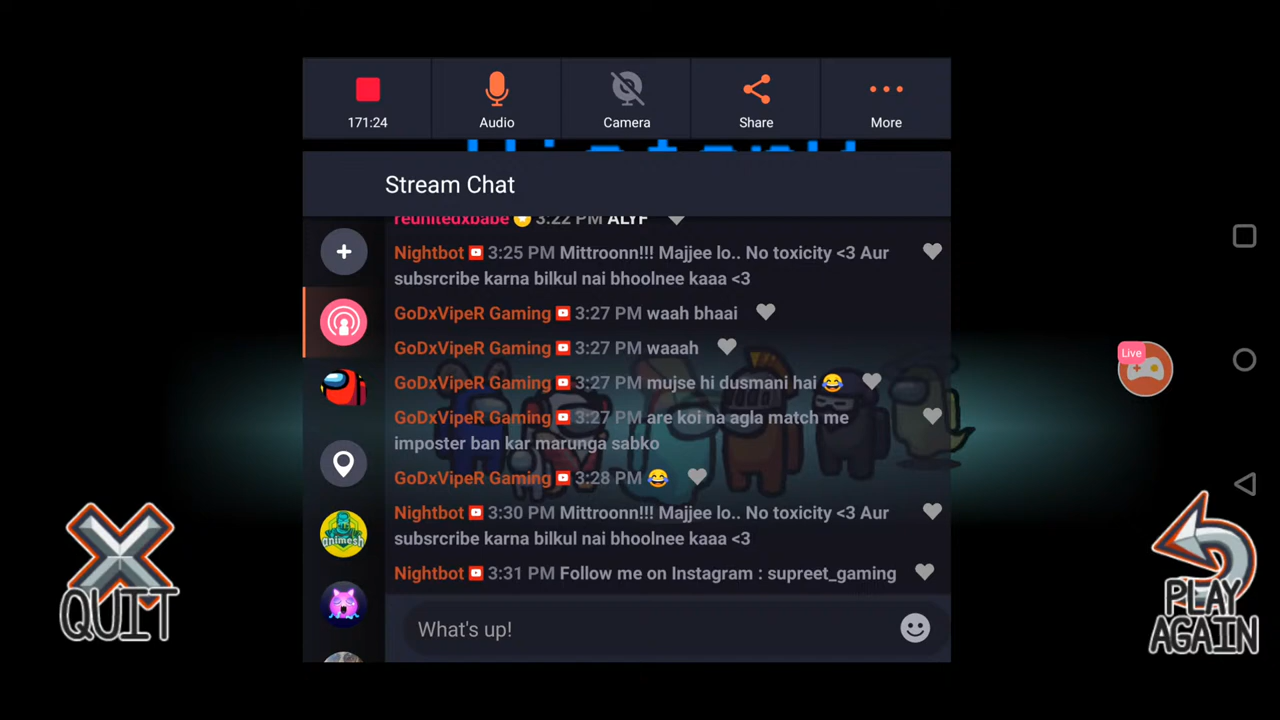 171:24
Audio
Camera
Share
More
Stream Chat
reunitedxbabe 3:22 PM ALYF
Nightbot 3:25 PM Mittroonn!!! Majjee lo.. No toxicity <3 Aur
subsrcribe karna bilkul nai bhoolnee kaaa <3
GoDxVipeR Gaming 3:27 PM waah bhaai
GoDxVipeR Gaming 3:27 PM waaah
GoDxVipeR Gaming 3:27 PM mujse hi dusmani hai 😂
GoDxVipeR Gaming 3:27 PM are koi na agla match me
imposter ban kar marunga sabko
GoDxVipeR Gaming 3:28 PM 😂
Nightbot 3:30 PM Mittroonn!!! Majjee lo.. No toxicity <3 Aur
subsrcribe karna bilkul nai bhoolnee kaaa <3
Nightbot 3:31 PM Follow me on Instagram : supreet_gaming
What's up!
Live
animesh
QUIT
PLAY
AGAIN